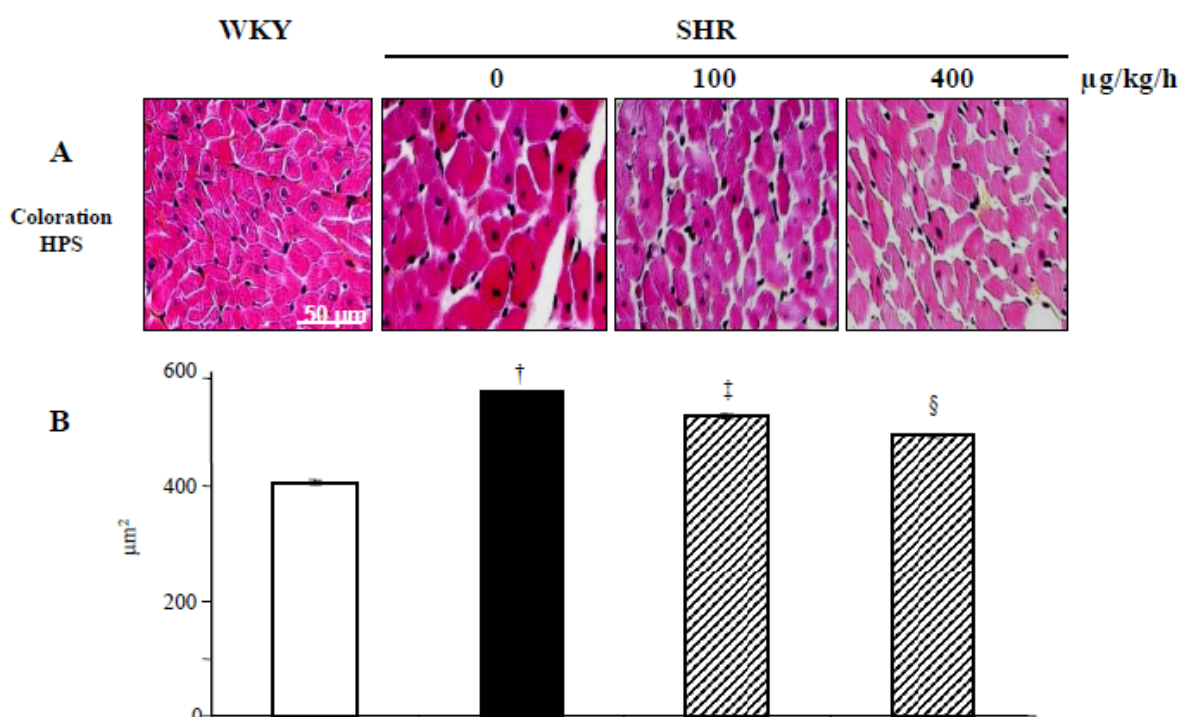 WKY
SHR
0 100 400 µg/kg/h
A
Coloration
HPS
50 µm
B
600
400
200
0
µm²
†
‡
§